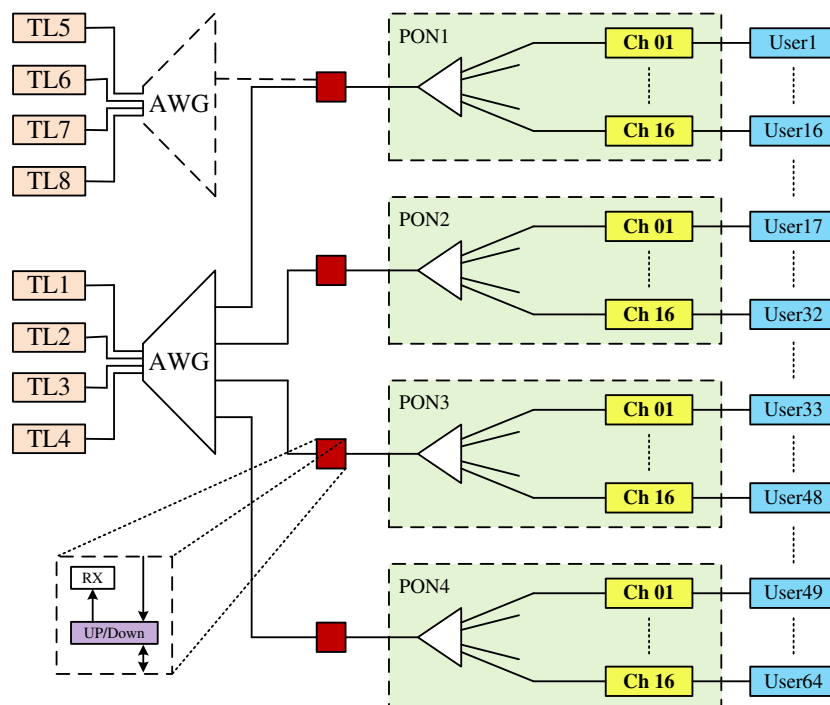 TL5
TL6
TL7
TL8
AWG
TL1
TL2
TL3
TL4
AWG
RX
UP/Down
PON1
Ch 01
Ch 16
User1
User16
PON2
Ch 01
Ch 16
User17
User32
PON3
Ch 01
Ch 16
User33
User48
PON4
Ch 01
Ch 16
User49
User64